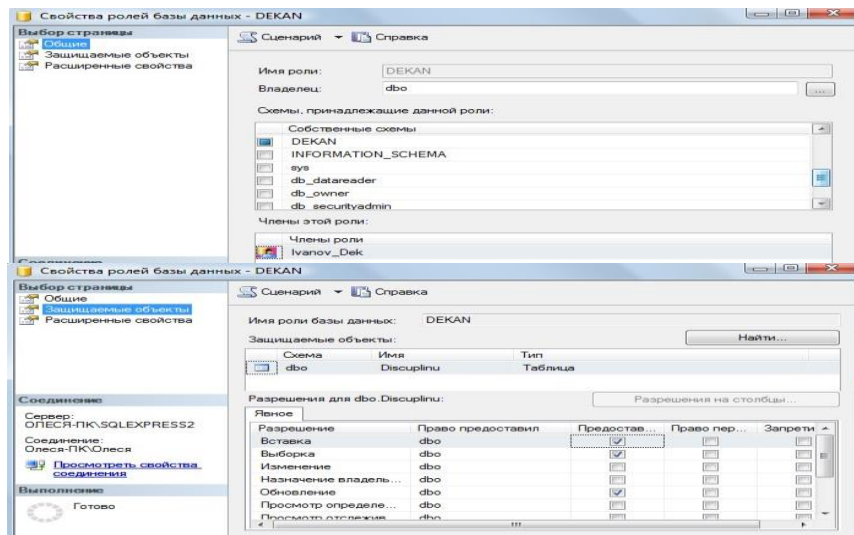 Свойства ролей базы данных - DEKAN
Выбор страницы
Общие
Защищаемые объекты
Расширенные свойства
Сценарий Справка
Имя роли: DEKAN
Владелец: dbo ...
Схемы, принадлежащие данной роли:
Собственные схемы
DEKAN
INFORMATION_SCHEMA
sys
db_datareader
db_owner
db_securityadmin
Члены этой роли:
Члены роли
Ivanov_Dek
Соединение
Свойства ролей базы данных - DEKAN
Выбор страницы
Общие
Защищаемые объекты
Расширенные свойства
Сценарий Справка
Имя роли базы данных: DEKAN
Защищаемые объекты: Найти...
Схема Имя Тип
dbo Discuplinu Таблица
Соединение
Сервер:
ОЛЕСЯ-ПК\SQLEXPRESS2
Соединение:
Олеся-ПК\Олеся
Просмотреть свойства
соединения
Выполнение
Готово
Разрешения для dbo.Discuplinu: Разрешения на столбцы...
Явное
Разрешение Право предоставил Предостав... Право пер... Запрети
Вставка dbo
Выборка dbo
Изменение dbo
Назначение владель... dbo
Обновление dbo
Просмотр определе... dbo
Просмотр отслежив... dbo